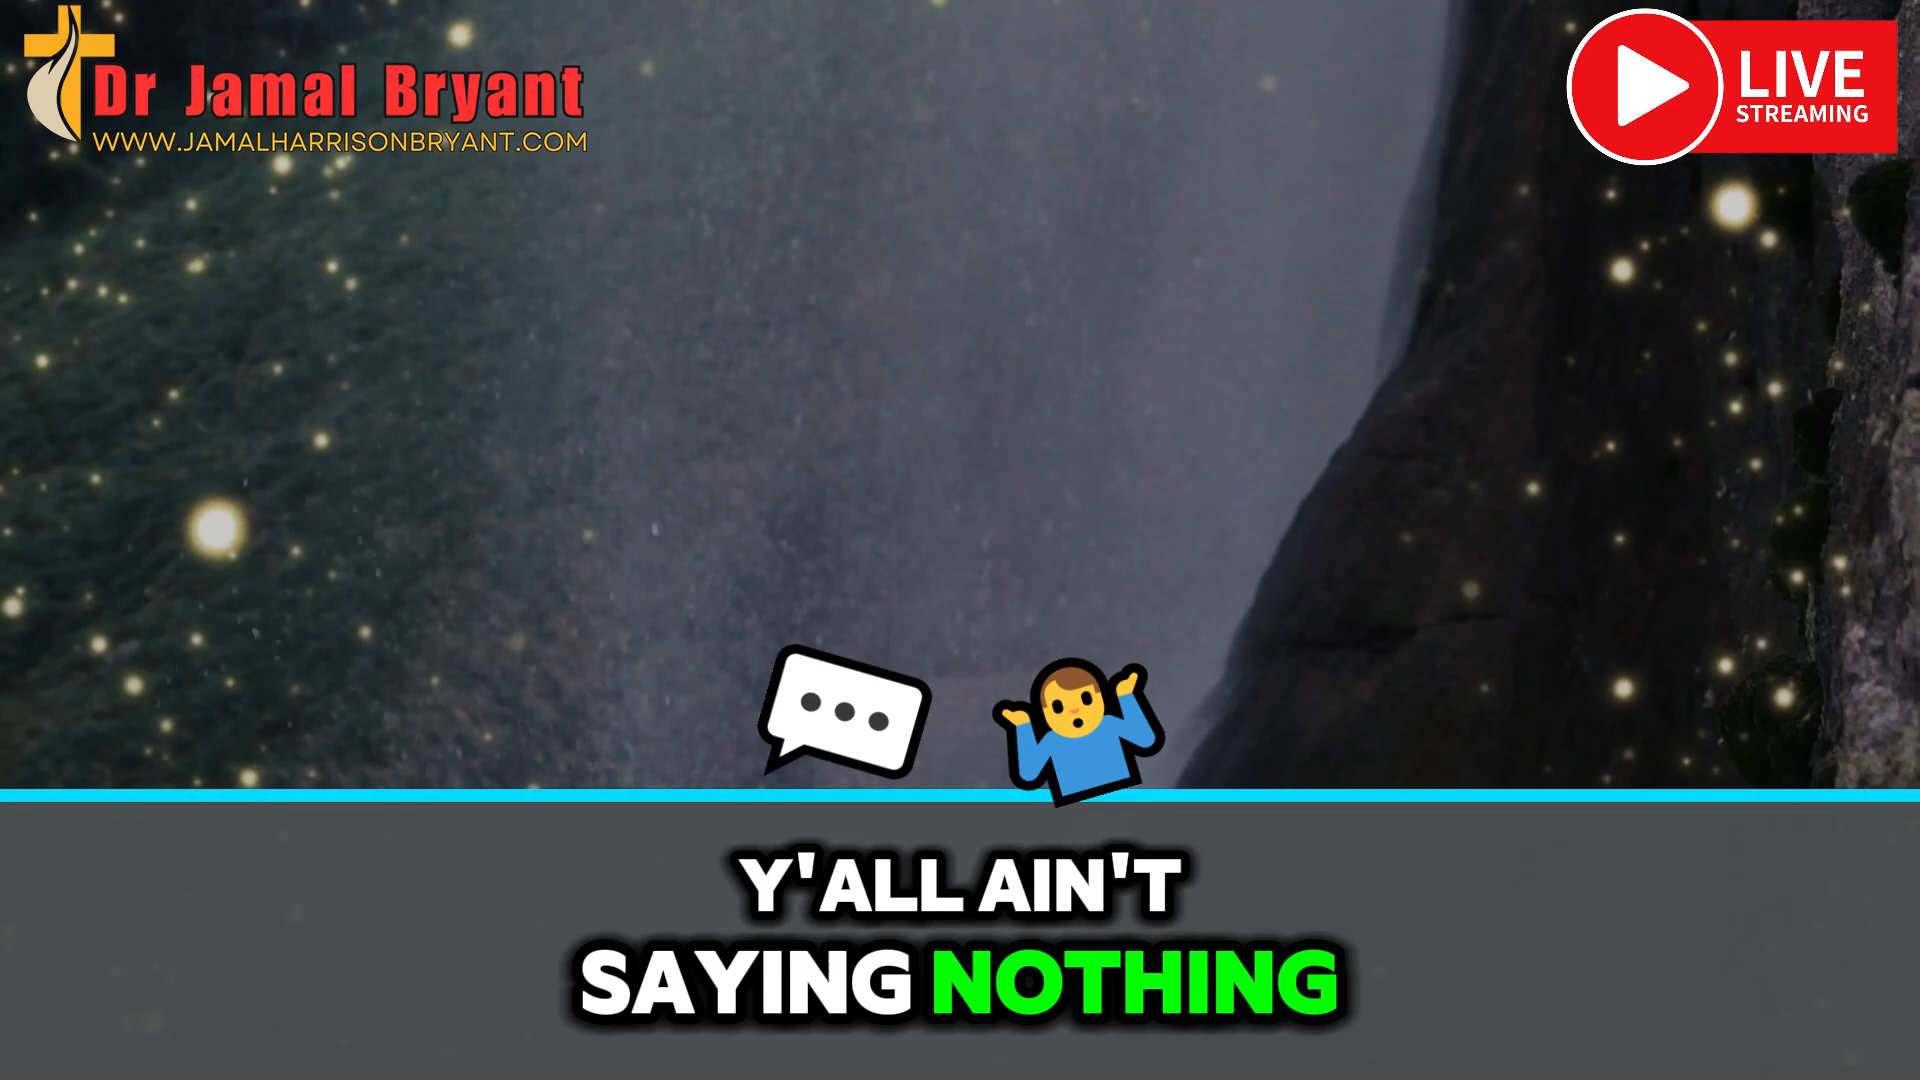 Dr Jamal Bryant
WWW.JAMALHARRISONBRYANT.COM
LIVE
STREAMING
Y'ALL AIN'T
SAYING NOTHING